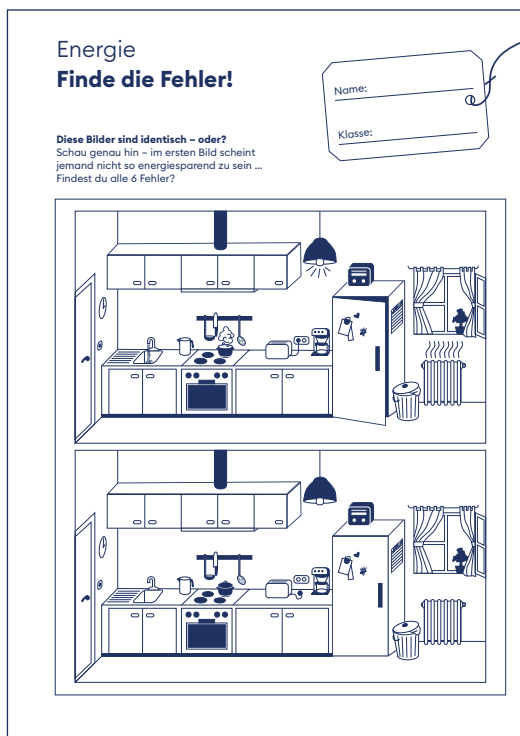 Energie
Finde die Fehler!
Name:
Klasse:
Diese Bilder sind identisch – oder?
Schau genau hin – im ersten Bild scheint
jemand nicht so energiesparend zu sein ...
Findest du alle 6 Fehler?